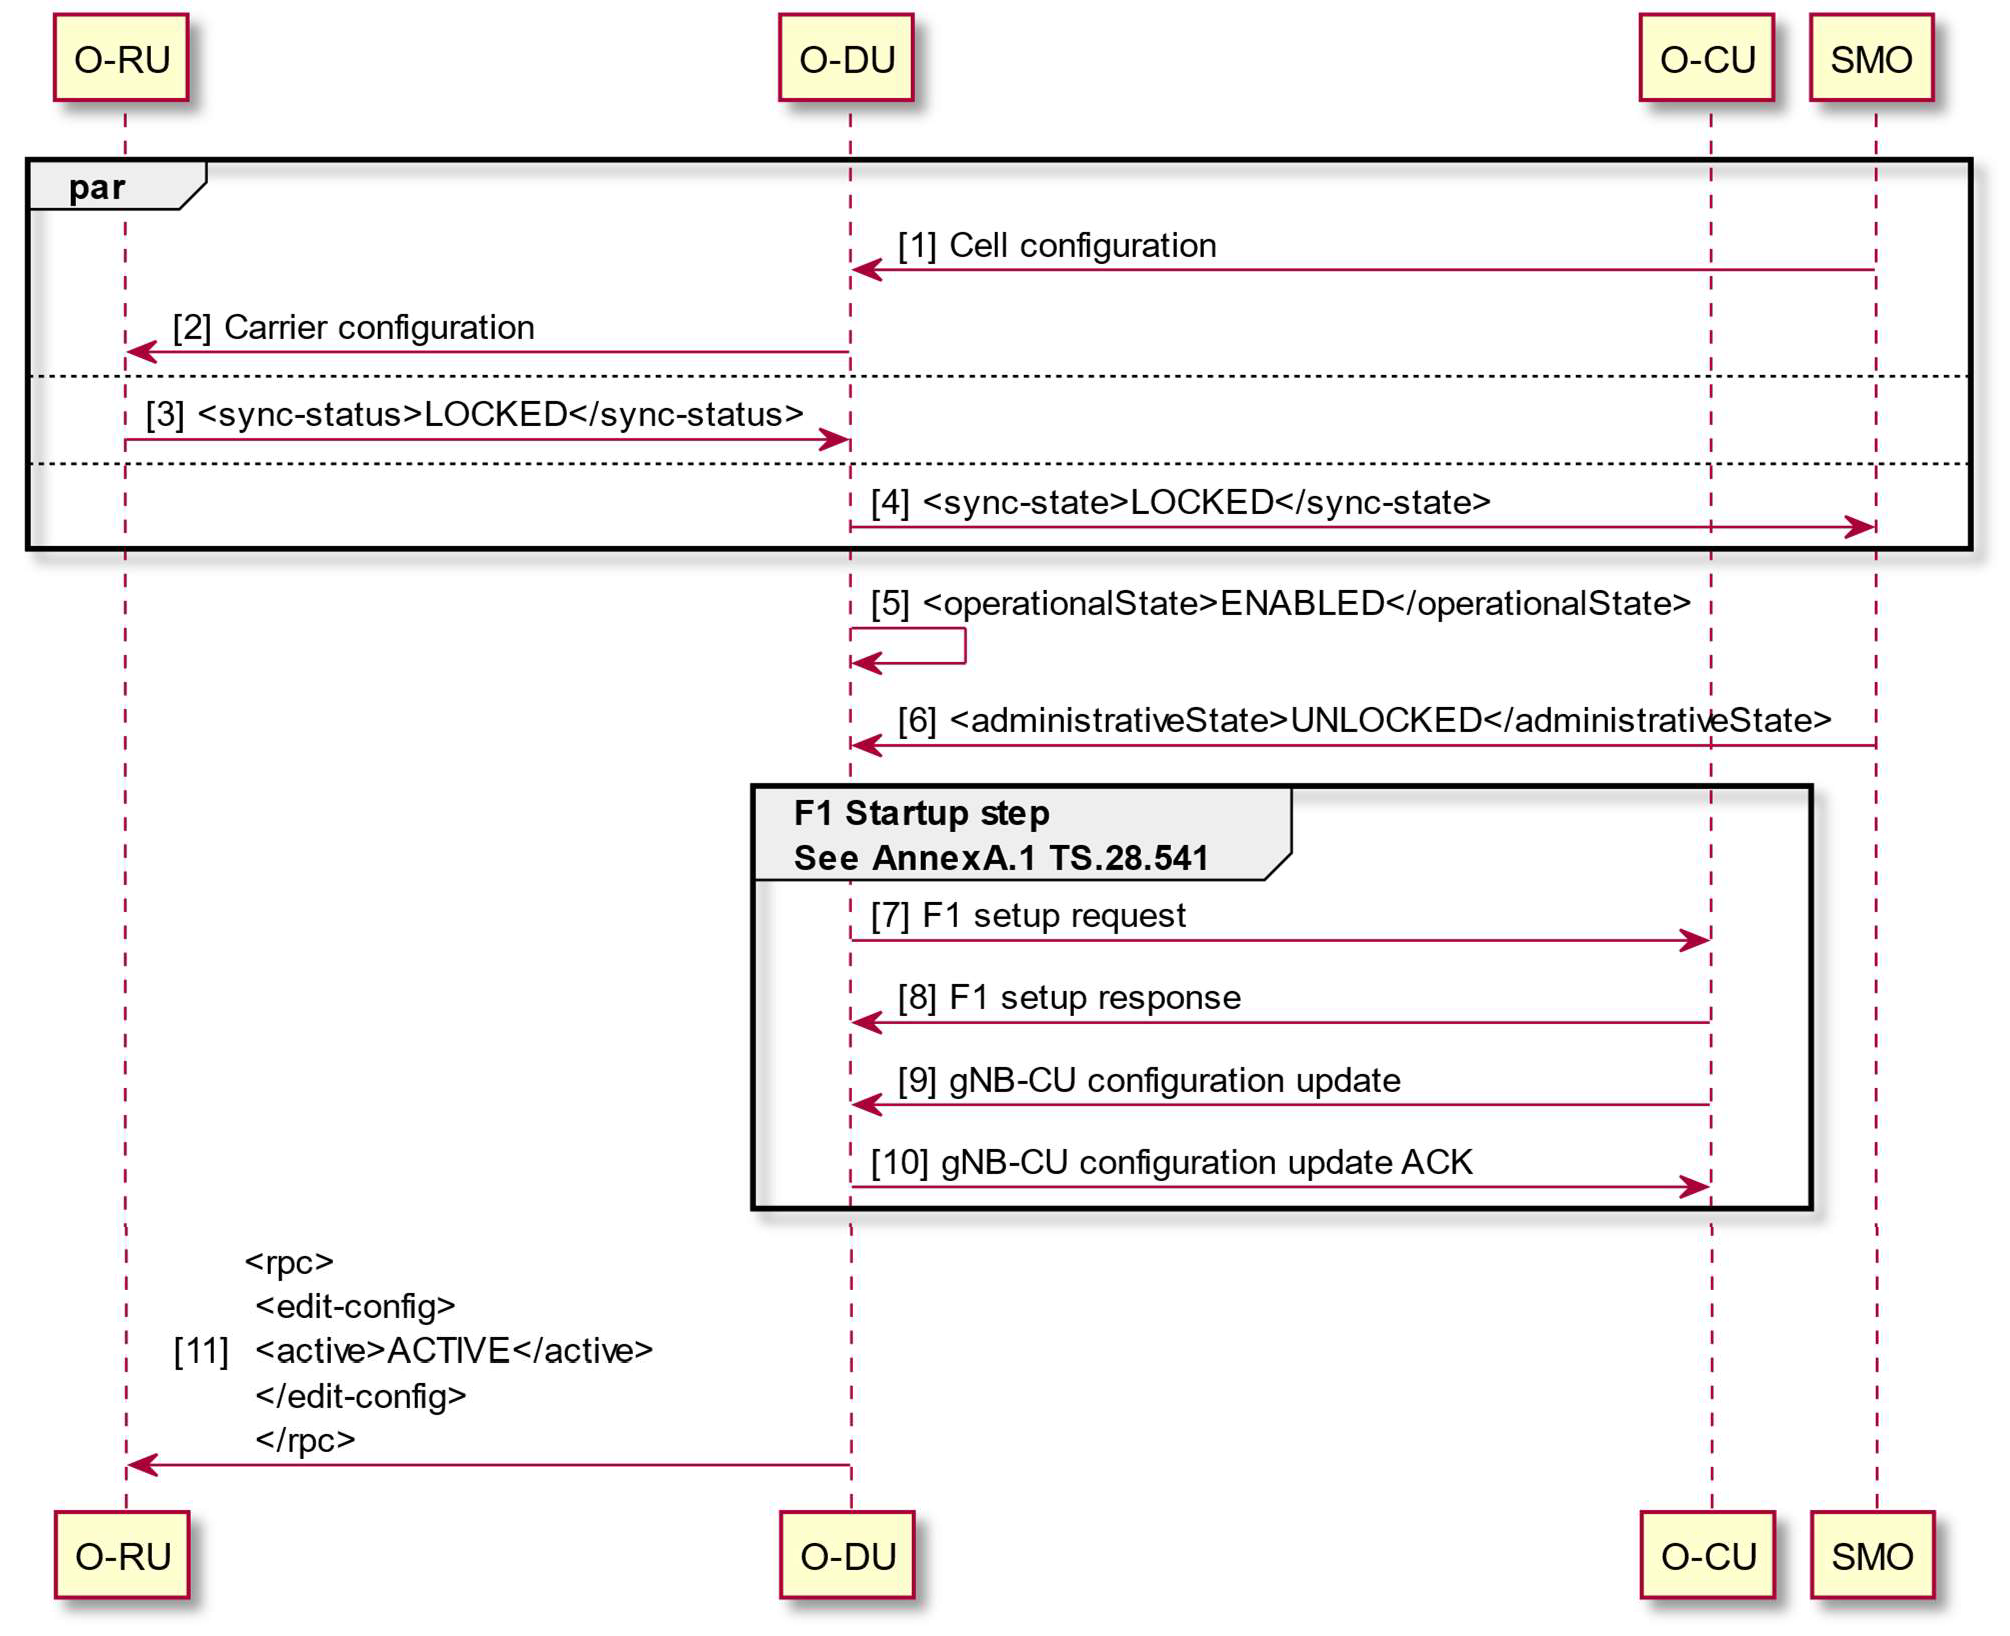 O-RU
O-DU
O-CU
SMO
par
[1] Cell configuration
[2] Carrier configuration
[3] <sync-status>LOCKED</sync-status>
[4] <sync-state>LOCKED</sync-state>
[5] <operationalState>ENABLED</operationalState>
[6] <administrativeState>UNLOCKED</administrativeState>
F1 Startup step
See AnnexA.1 TS.28.541
[7] F1 setup request
[8] F1 setup response
[9] gNB-CU configuration update
[10] gNB-CU configuration update ACK
<rpc>
<edit-config>
[11] <active>ACTIVE</active>
</edit-config>
</rpc>
O-RU
O-DU
O-CU
SMO